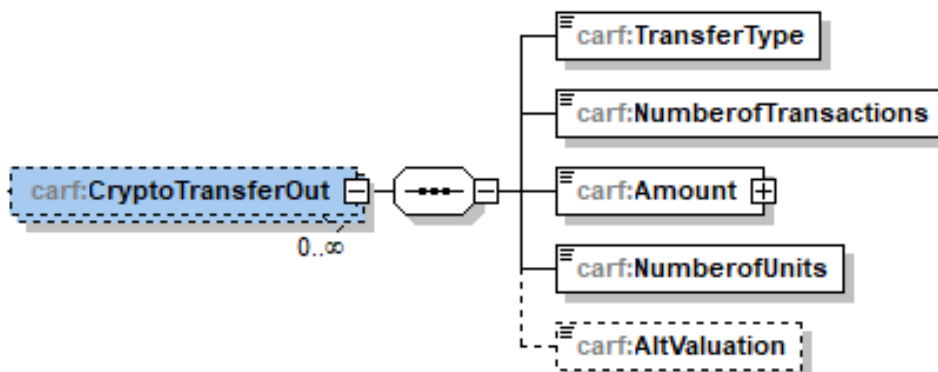 carf:TransferType
carf:NumberofTransactions
carf:CryptoTransferOut
carf:Amount
0..∞
carf:NumberofUnits
carf:AltValuation